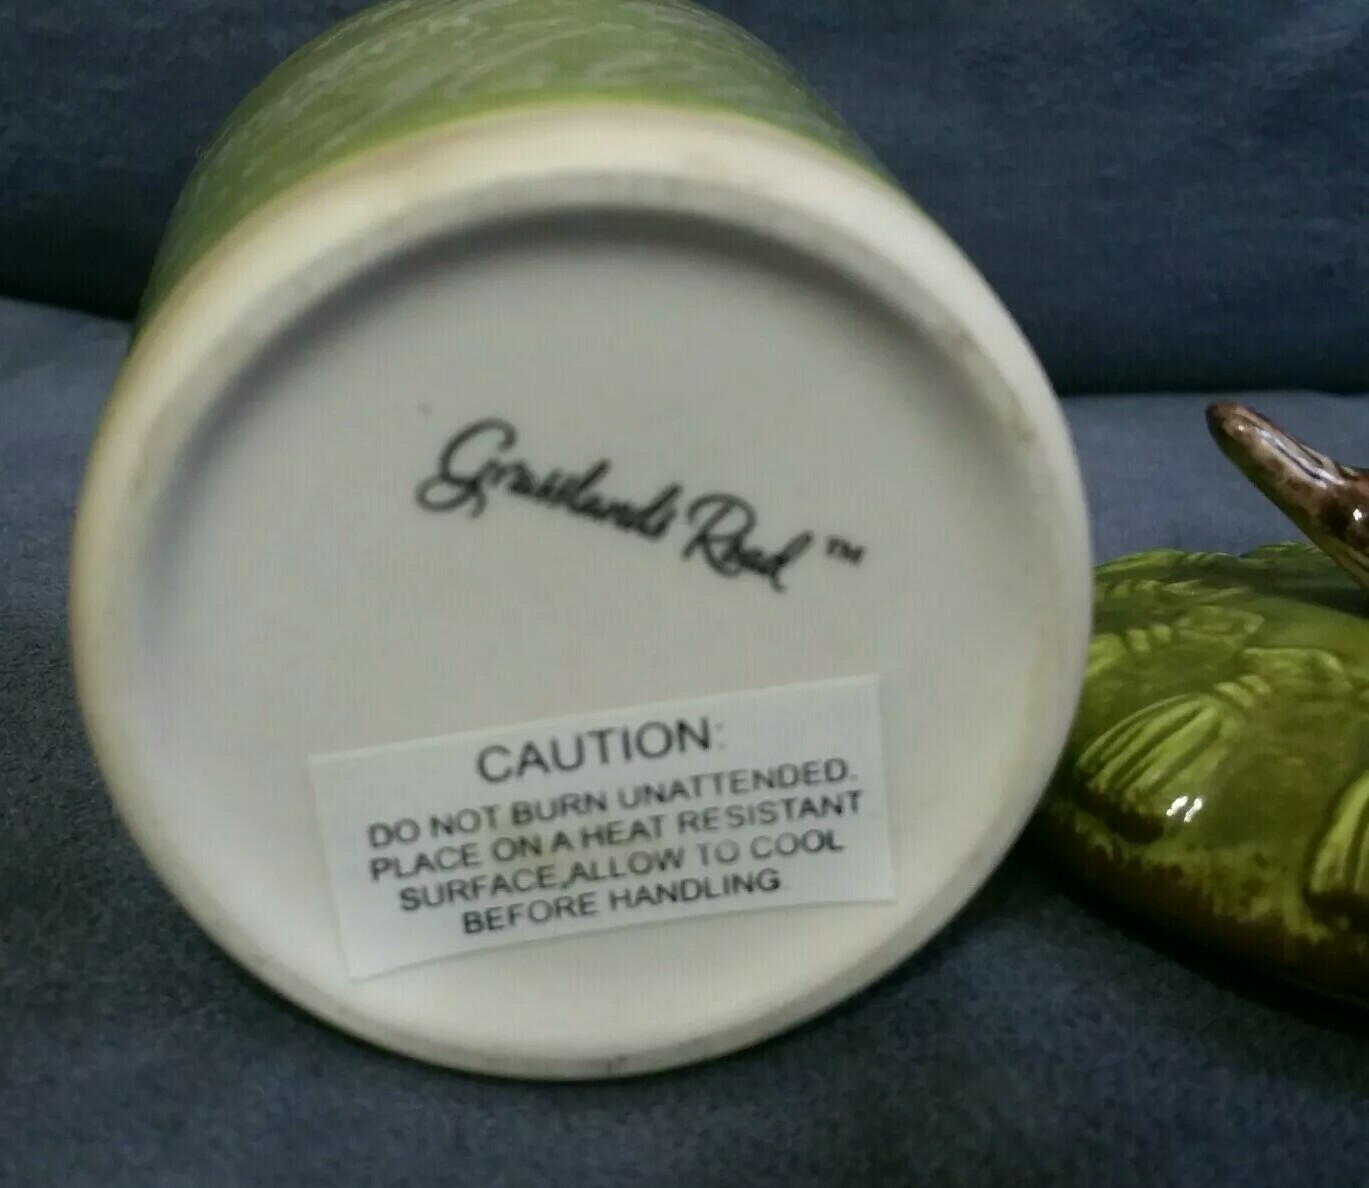 Grasslands Road ™
CAUTION:
DO NOT BURN UNATTENDED.
PLACE ON A HEAT RESISTANT
SURFACE,ALLOW TO COOL
BEFORE HANDLING